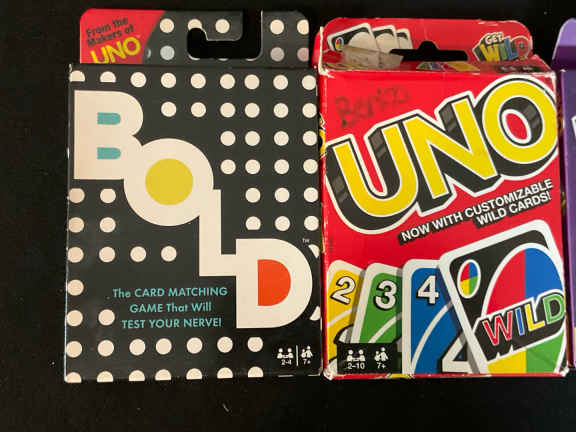 From the
Makers of
UNO
BOLD
TM
The CARD MATCHING
GAME That Will
TEST YOUR NERVE!
2-4
7+
GET
WILD
UNO
NOW WITH CUSTOMIZABLE
WILD CARDS!
2
3
4
WILD
2-10
7+